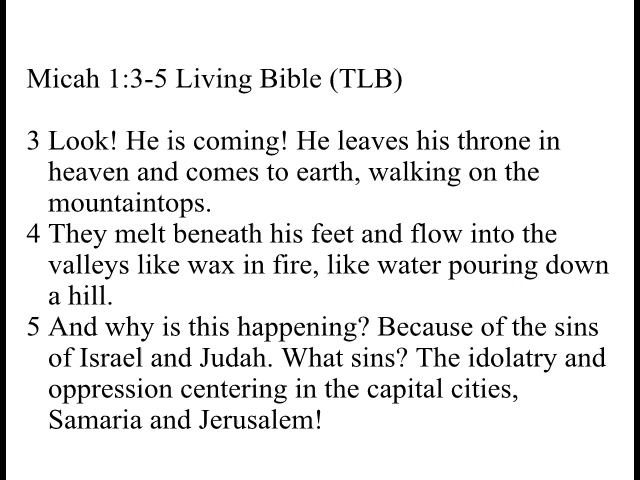 Micah 1:3-5 Living Bible (TLB)
3 Look! He is coming! He leaves his throne in
heaven and comes to earth, walking on the
mountaintops.
4 They melt beneath his feet and flow into the
valleys like wax in fire, like water pouring down
a hill.
5 And why is this happening? Because of the sins
of Israel and Judah. What sins? The idolatry and
oppression centering in the capital cities,
Samaria and Jerusalem!